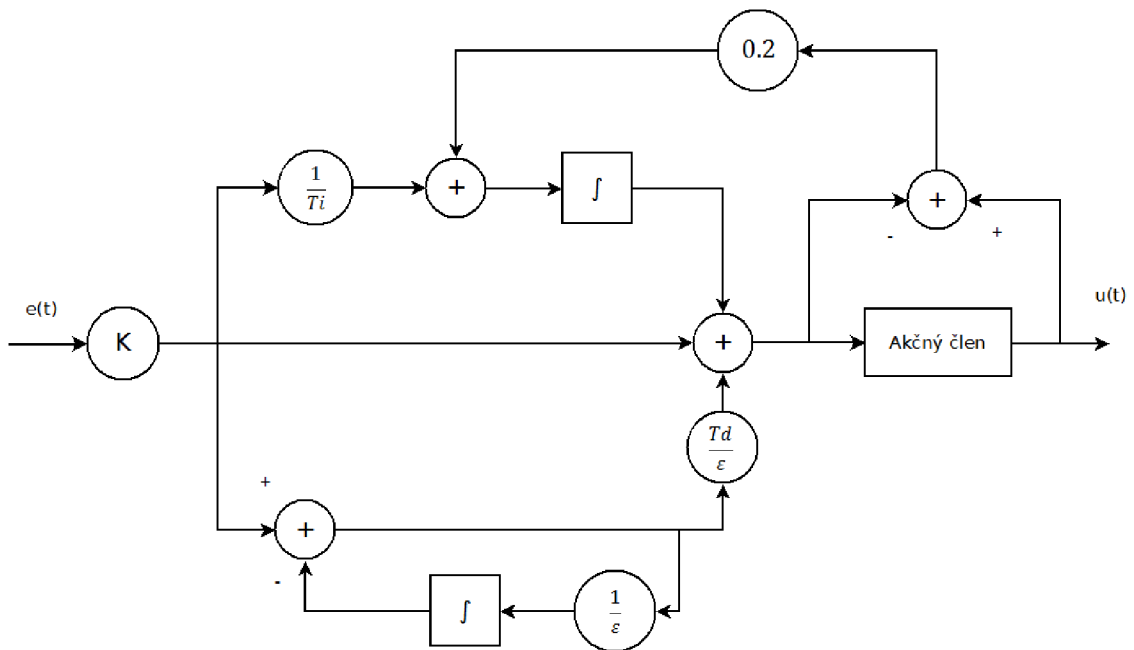 0.2
1
Ti
+
∫
+
-
+
e(t)
u(t)
K
+
Akčný člen
Td
ε
+
+
-
∫
1
ε